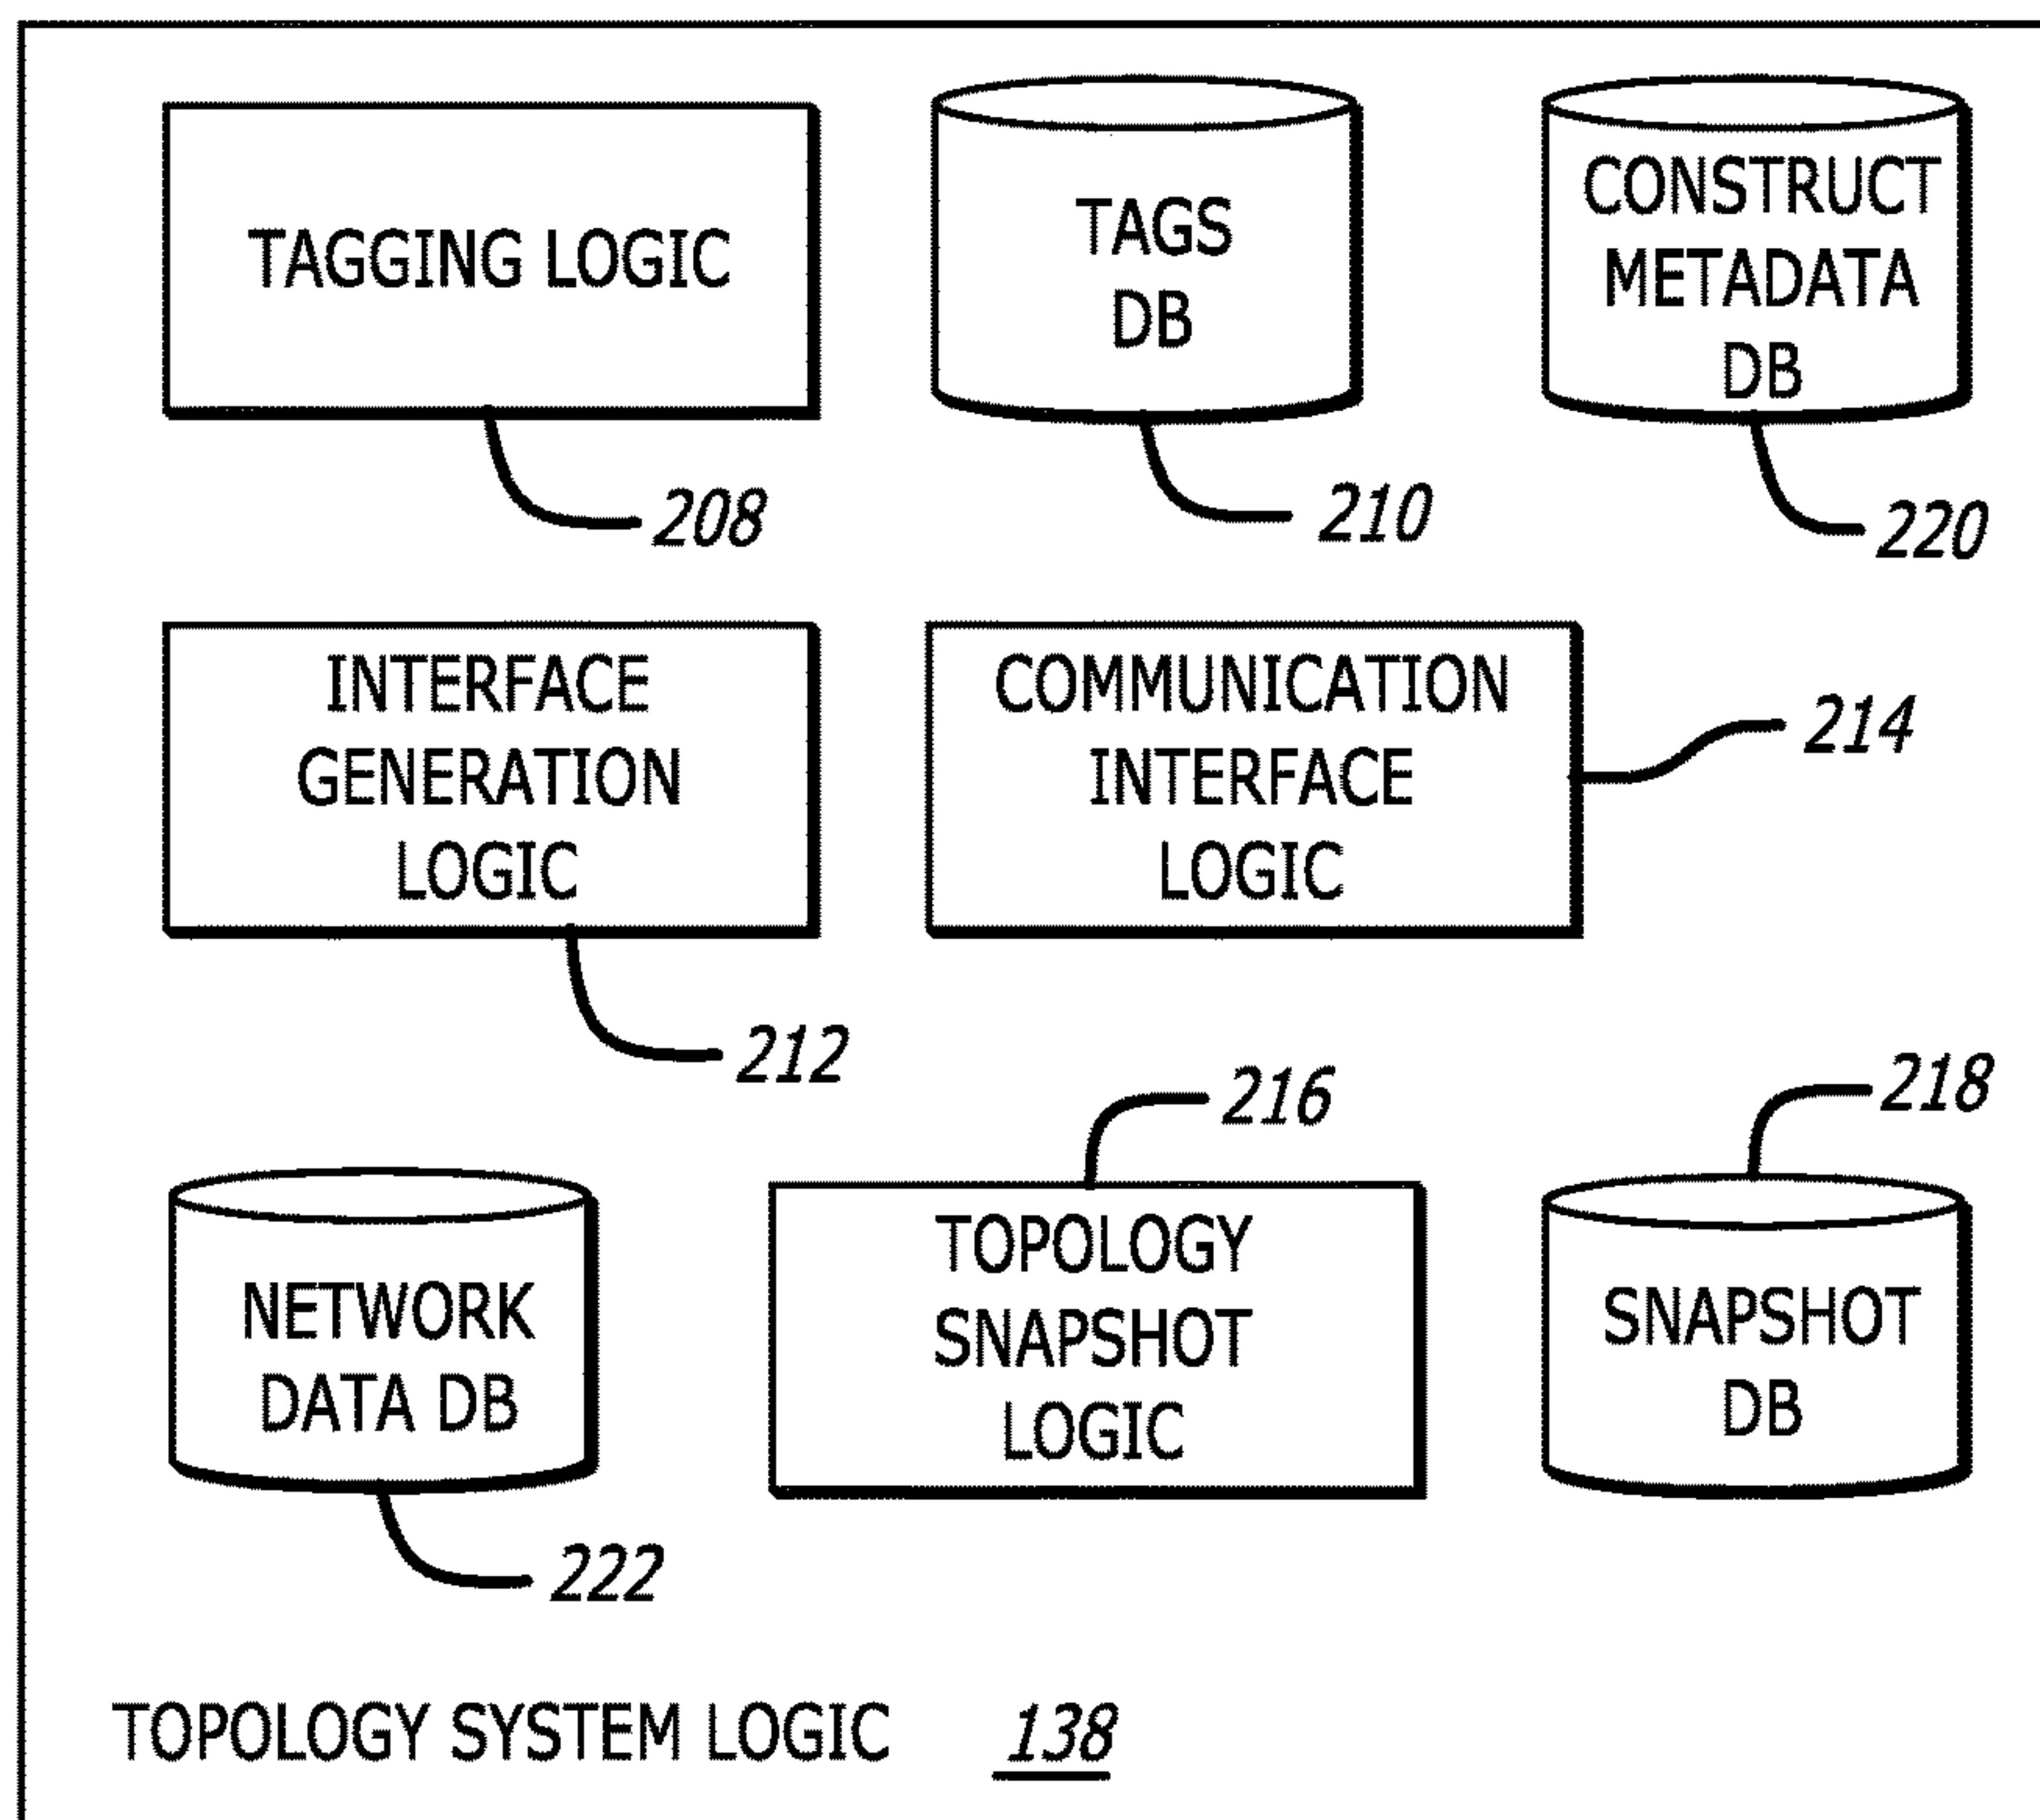 TAGGING LOGIC
TAGS
DB
CONSTRUCT
METADATA
DB
208
210
220
INTERFACE
GENERATION
LOGIC
COMMUNICATION
INTERFACE
LOGIC
214
212
216
218
NETWORK
DATA DB
TOPOLOGY
SNAPSHOT
LOGIC
SNAPSHOT
DB
222
TOPOLOGY SYSTEM LOGIC 138